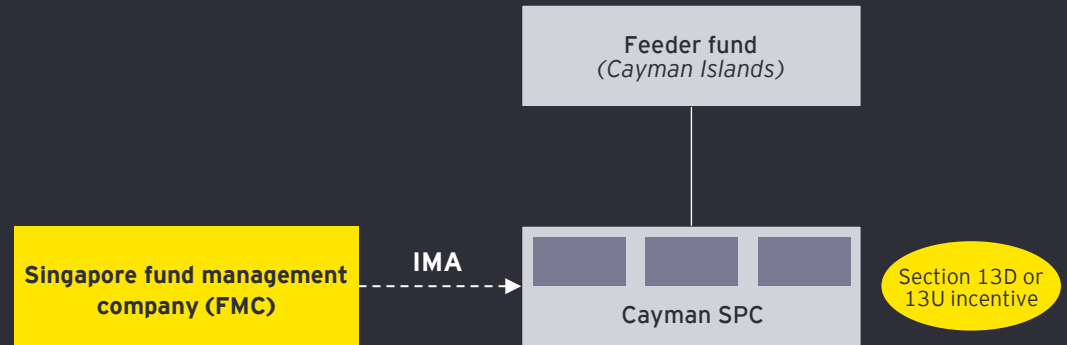 Feeder fund
(Cayman Islands)
Singapore fund management
company (FMC)
IMA
Cayman SPC
Section 13D or
13U incentive